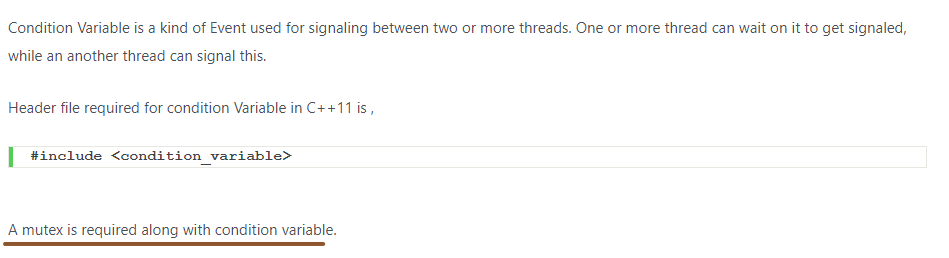 Condition Variable is a kind of Event used for signaling between two or more threads. One or more thread can wait on it to get signaled,
while an another thread can signal this.
Header file required for condition Variable in C++11 is ,
#include <condition_variable>
A mutex is required along with condition variable.